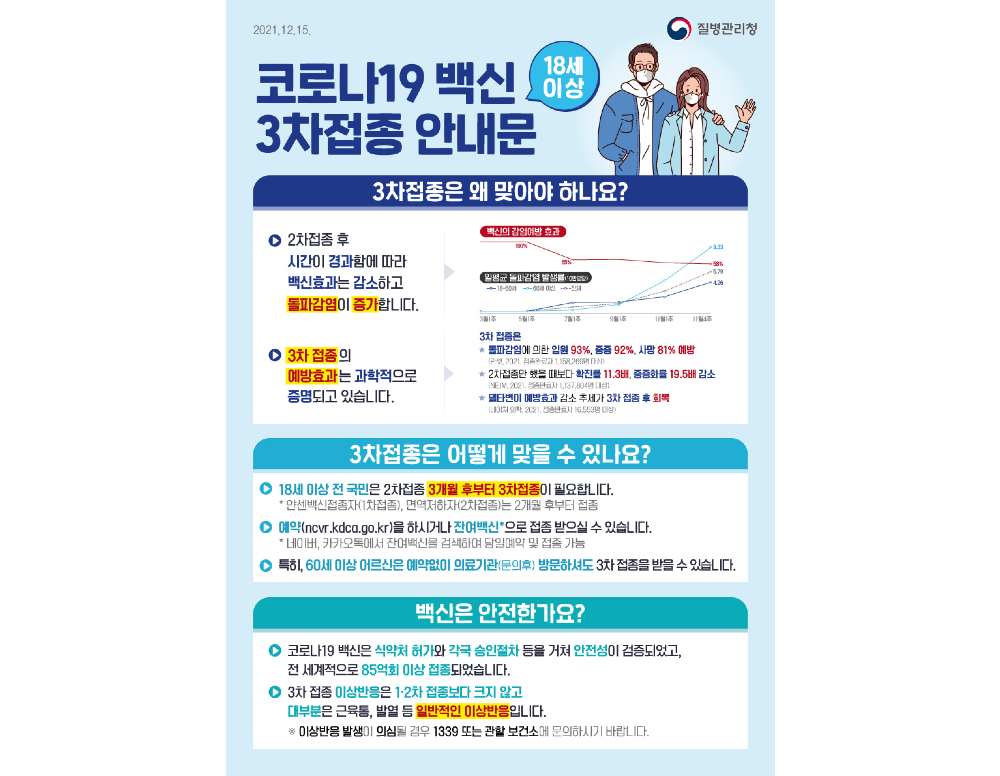 2021.12.15.
질병관리청
코로나19 백신
18세
이상
3차접종 안내문
3차접종은 왜 맞아야 하나요?
2차접종 후
시간이 경과함에 따라
백신효과는 감소하고
돌파감염이 증가합니다.
백신의 감염예방 효과
100%
55%
58%
일평균 돌파감염 발생률(10만명당)
18-60세
60세 이상
전체
9.23
5.79
4.26
3월1주 5월1주 7월1주 9월1주 11월1주 11월4주
3차 접종의
예방효과는 과학적으로
증명되고 있습니다.
3차 접종은
★ 돌파감염에 의한 입원 93%, 중증 92%, 사망 81% 예방
(란셋, 2021. 접종완료자 1,158,269명 대상)
★ 2차접종만 했을 때보다 확진률 11.3배, 중증화율 19.5배 감소
(NEJM, 2021. 접종완료자 1,137,804명 대상)
★ 델타변이 예방효과 감소 추세가 3차 접종 후 회복
(네이처 의학, 2021. 접종완료자 16,553명 대상)
3차접종은 어떻게 맞을 수 있나요?
18세 이상 전 국민은 2차접종 3개월 후부터 3차접종이 필요합니다.
* 얀센백신접종자(1차접종), 면역저하자(2차접종)는 2개월 후부터 접종
예약(ncvr.kdca.go.kr)을 하시거나 잔여백신*으로 접종 받으실 수 있습니다.
* 네이버, 카카오톡에서 잔여백신을 검색하여 당일예약 및 접종 가능
특히, 60세 이상 어르신은 예약없이 의료기관(문의후) 방문하셔도 3차 접종을 받을 수 있습니다.
백신은 안전한가요?
코로나19 백신은 식약처 허가와 각국 승인절차 등을 거쳐 안전성이 검증되었고,
전 세계적으로 85억회 이상 접종되었습니다.
3차 접종 이상반응은 1·2차 접종보다 크지 않고
대부분은 근육통, 발열 등 일반적인 이상반응입니다.
※ 이상반응 발생이 의심될 경우 1339 또는 관할 보건소에 문의하시기 바랍니다.